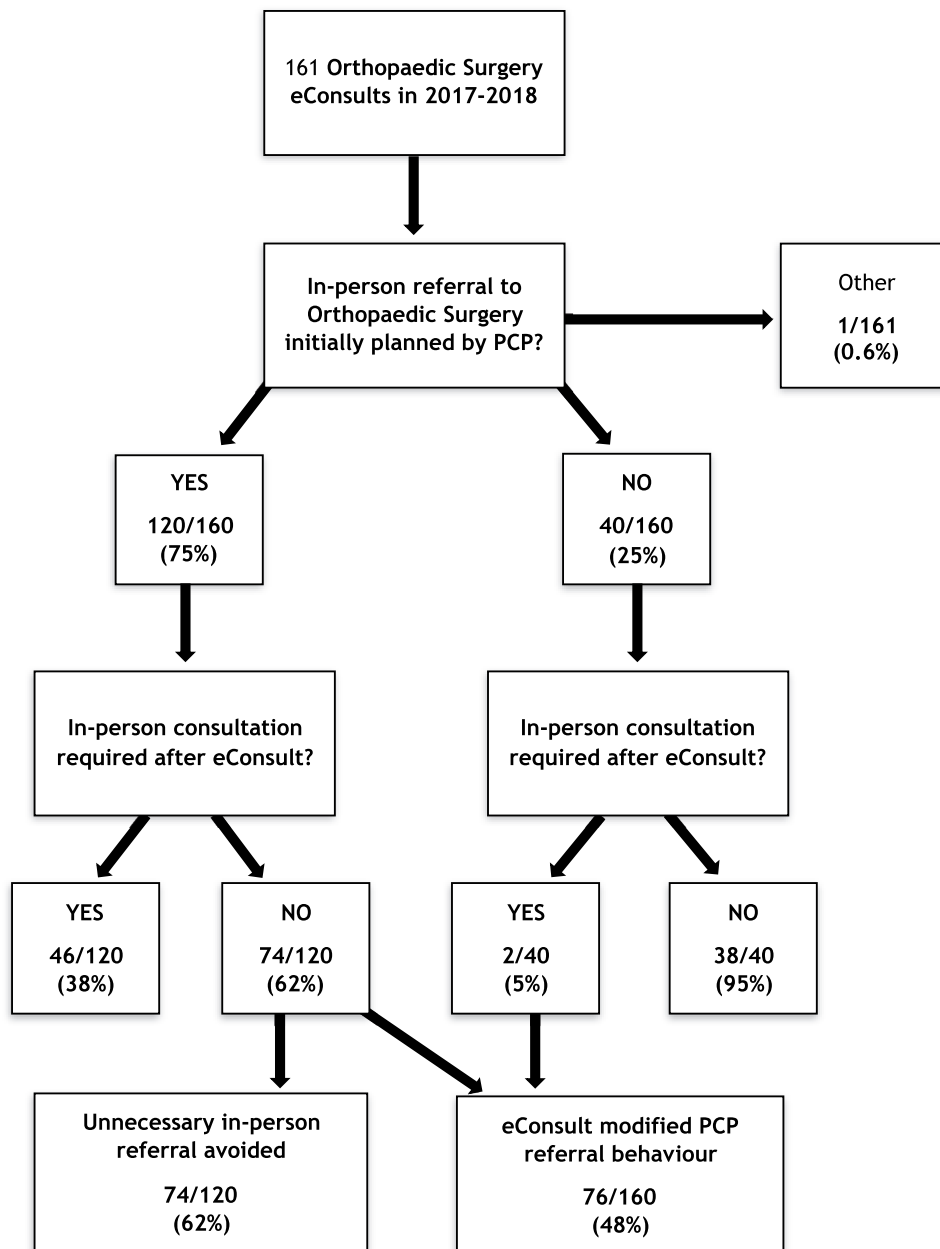 161 Orthopaedic Surgery
eConsults in 2017-2018
In-person referral to
Orthopaedic Surgery
initially planned by PCP?
Other
1/161
(0.6%)
YES
120/160
(75%)
NO
40/160
(25%)
In-person consultation
required after eConsult?
In-person consultation
required after eConsult?
YES
46/120
(38%)
NO
74/120
(62%)
YES
2/40
(5%)
NO
38/40
(95%)
Unnecessary in-person
referral avoided
74/120
(62%)
eConsult modified PCP
referral behaviour
76/160
(48%)